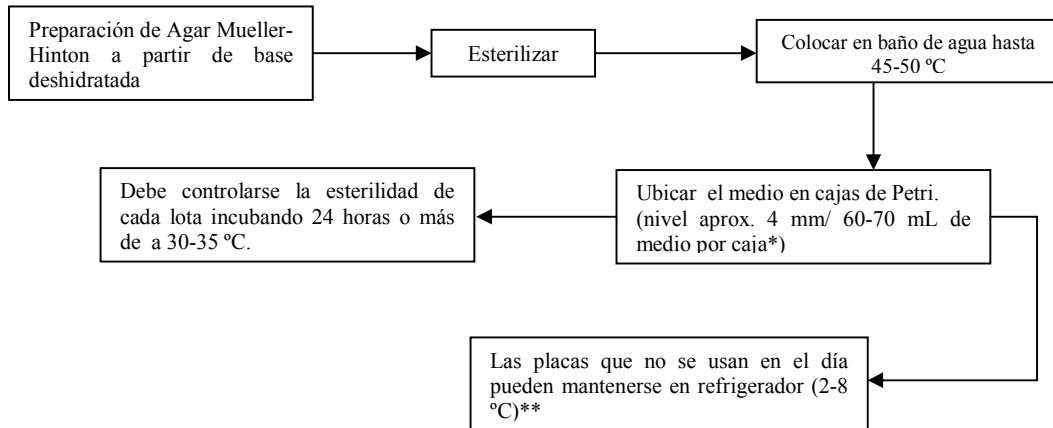 Preparación de Agar Mueller-
Hinton a partir de base
deshidratada
Esterilizar
Colocar en baño de agua hasta
45-50 ºC
Debe controlarse la esterilidad de
cada lota incubando 24 horas o más
de a 30-35 ºC.
Ubicar el medio en cajas de Petri.
(nivel aprox. 4 mm/ 60-70 mL de
medio por caja*)
Las placas que no se usan en el día
pueden mantenerse en refrigerador (2-8
ºC)**